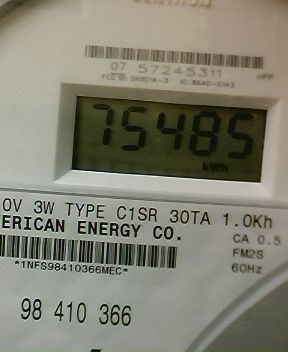 07 57245311
75485
kWh
0V 3W TYPE C1SR 30TA 1.0Kh
ERICAN ENERGY CO.
CA 0.5
FM2S
*1NFS98410366MEC*
60Hz
98 410 366